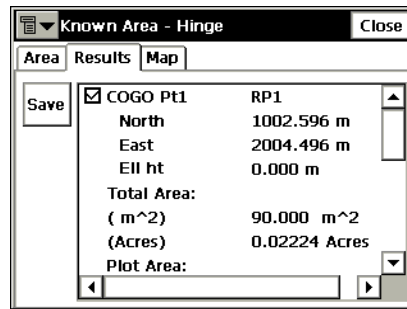 Known Area - Hinge Close
Area Results Map
Save
COGO Pt1 RP1
North 1002.596 m
East 2004.496 m
Ell ht 0.000 m
Total Area:
( m^2) 90.000 m^2
(Acres) 0.02224 Acres
Plot Area: